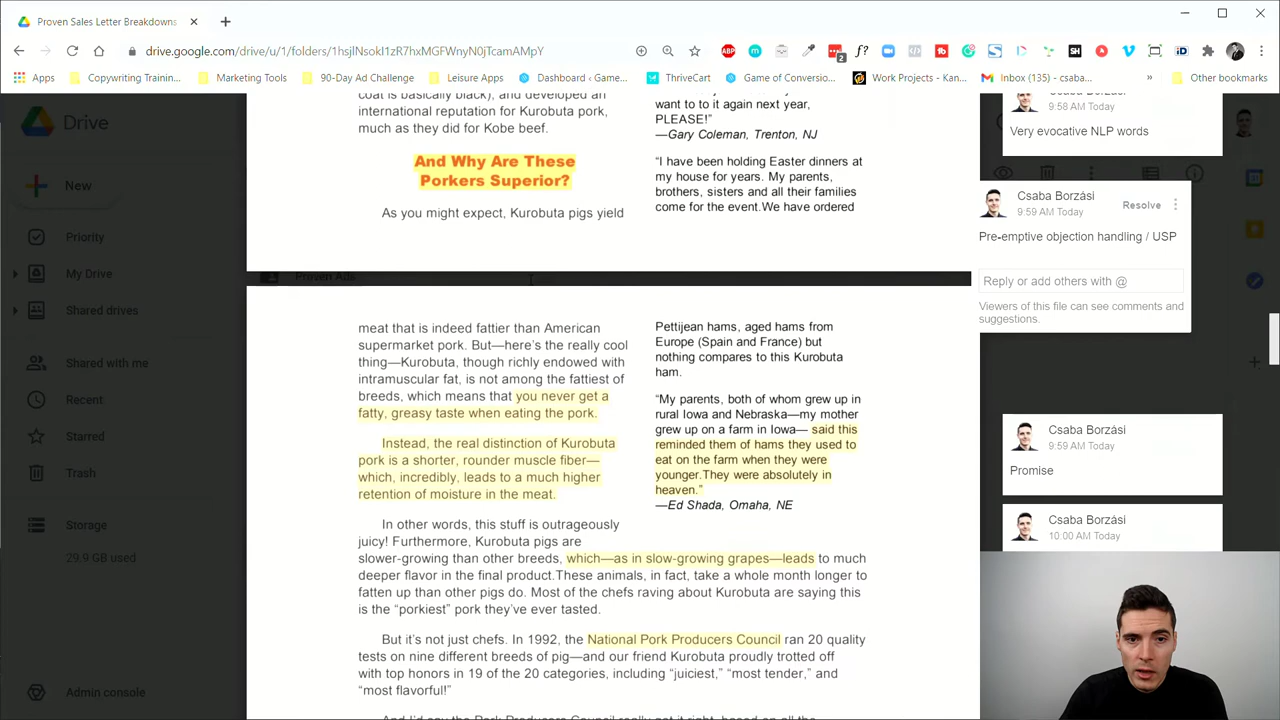 Proven Sales Letter Breakdowns
drive.google.com/drive/u/1/folders/1hsjlNsokI1zR7hxMGFWnyN0jTcamAMpY
Apps
Copywriting Trainin...
Marketing Tools
90-Day Ad Challenge
Leisure Apps
Dashboard ‹ Game...
ThriveCart
Game of Conversio...
Work Projects - Kan...
Inbox (135) - csaba...
»
Other bookmarks
Drive
New
Priority
My Drive
Shared drives
Shared with me
Recent
Starred
Trash
Storage
29.9 GB used
Admin console
Proven Ads
coat is basically black), and developed an
international reputation for Kurobuta pork,
much as they did for Kobe beef.
And Why Are These
Porkers Superior?
As you might expect, Kurobuta pigs yield
want to to it again next year,
PLEASE!”
—Gary Coleman, Trenton, NJ
“I have been holding Easter dinners at
my house for years. My parents,
brothers, sisters and all their families
come for the event.We have ordered
meat that is indeed fattier than American
supermarket pork. But—here’s the really cool
thing—Kurobuta, though richly endowed with
intramuscular fat, is not among the fattiest of
breeds, which means that you never get a
fatty, greasy taste when eating the pork.
Instead, the real distinction of Kurobuta
pork is a shorter, rounder muscle fiber—
which, incredibly, leads to a much higher
retention of moisture in the meat.
In other words, this stuff is outrageously
juicy! Furthermore, Kurobuta pigs are
slower-growing than other breeds, which—as in slow-growing grapes—leads to much
deeper flavor in the final product.These animals, in fact, take a whole month longer to
fatten up than other pigs do. Most of the chefs raving about Kurobuta are saying this
is the “porkiest” pork they’ve ever tasted.
But it’s not just chefs. In 1992, the National Pork Producers Council ran 20 quality
tests on nine different breeds of pig—and our friend Kurobuta proudly trotted off
with top honors in 19 of the 20 categories, including “juiciest,” “most tender,” and
“most flavorful!”
Pettijean hams, aged hams from
Europe (Spain and France) but
nothing compares to this Kurobuta
ham.
“My parents, both of whom grew up in
rural Iowa and Nebraska—my mother
grew up on a farm in Iowa— said this
reminded them of hams they used to
eat on the farm when they were
younger.They were absolutely in
heaven.”
—Ed Shada, Omaha, NE
Csaba Borzási
9:58 AM Today
Very evocative NLP words
Csaba Borzási
9:59 AM Today
Resolve
Pre-emptive objection handling / USP
Reply or add others with @
Viewers of this file can see comments and
suggestions.
Csaba Borzási
9:59 AM Today
Promise
Csaba Borzási
10:00 AM Today